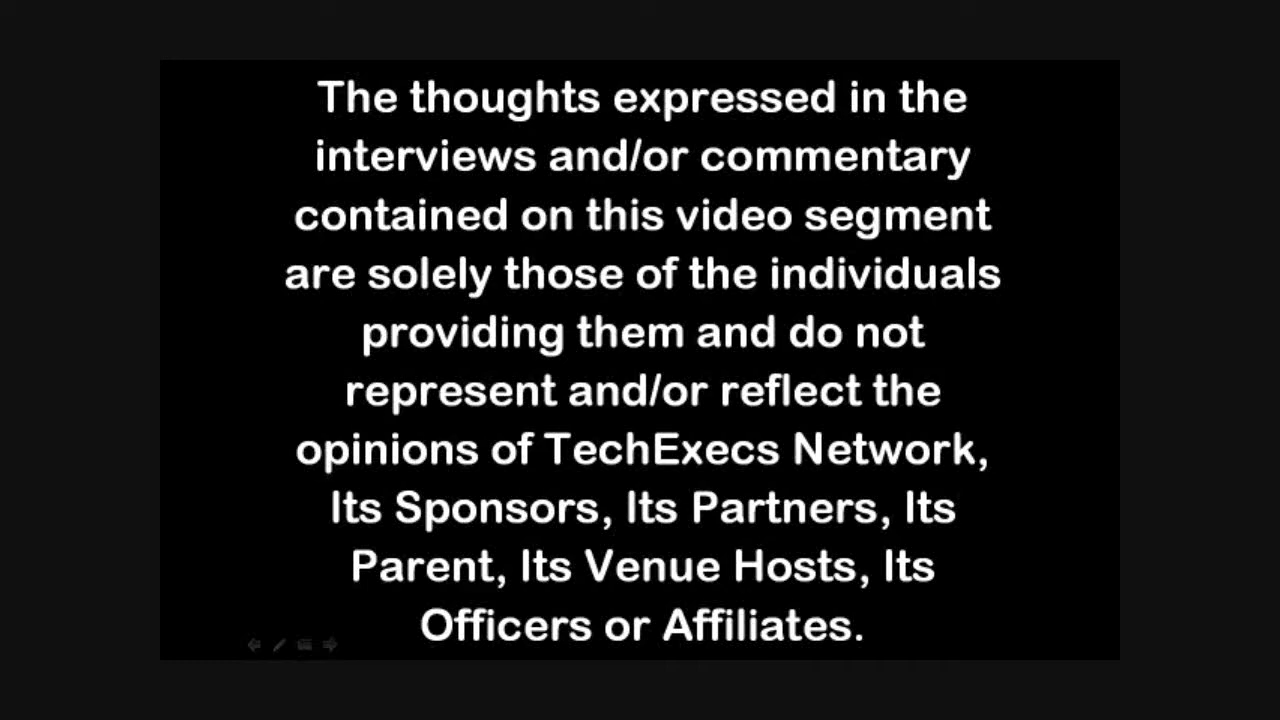 The thoughts expressed in the
interviews and/or commentary
contained on this video segment
are solely those of the individuals
providing them and do not
represent and/or reflect the
opinions of TechExecs Network,
Its Sponsors, Its Partners, Its
Parent, Its Venue Hosts, Its
Officers or Affiliates.